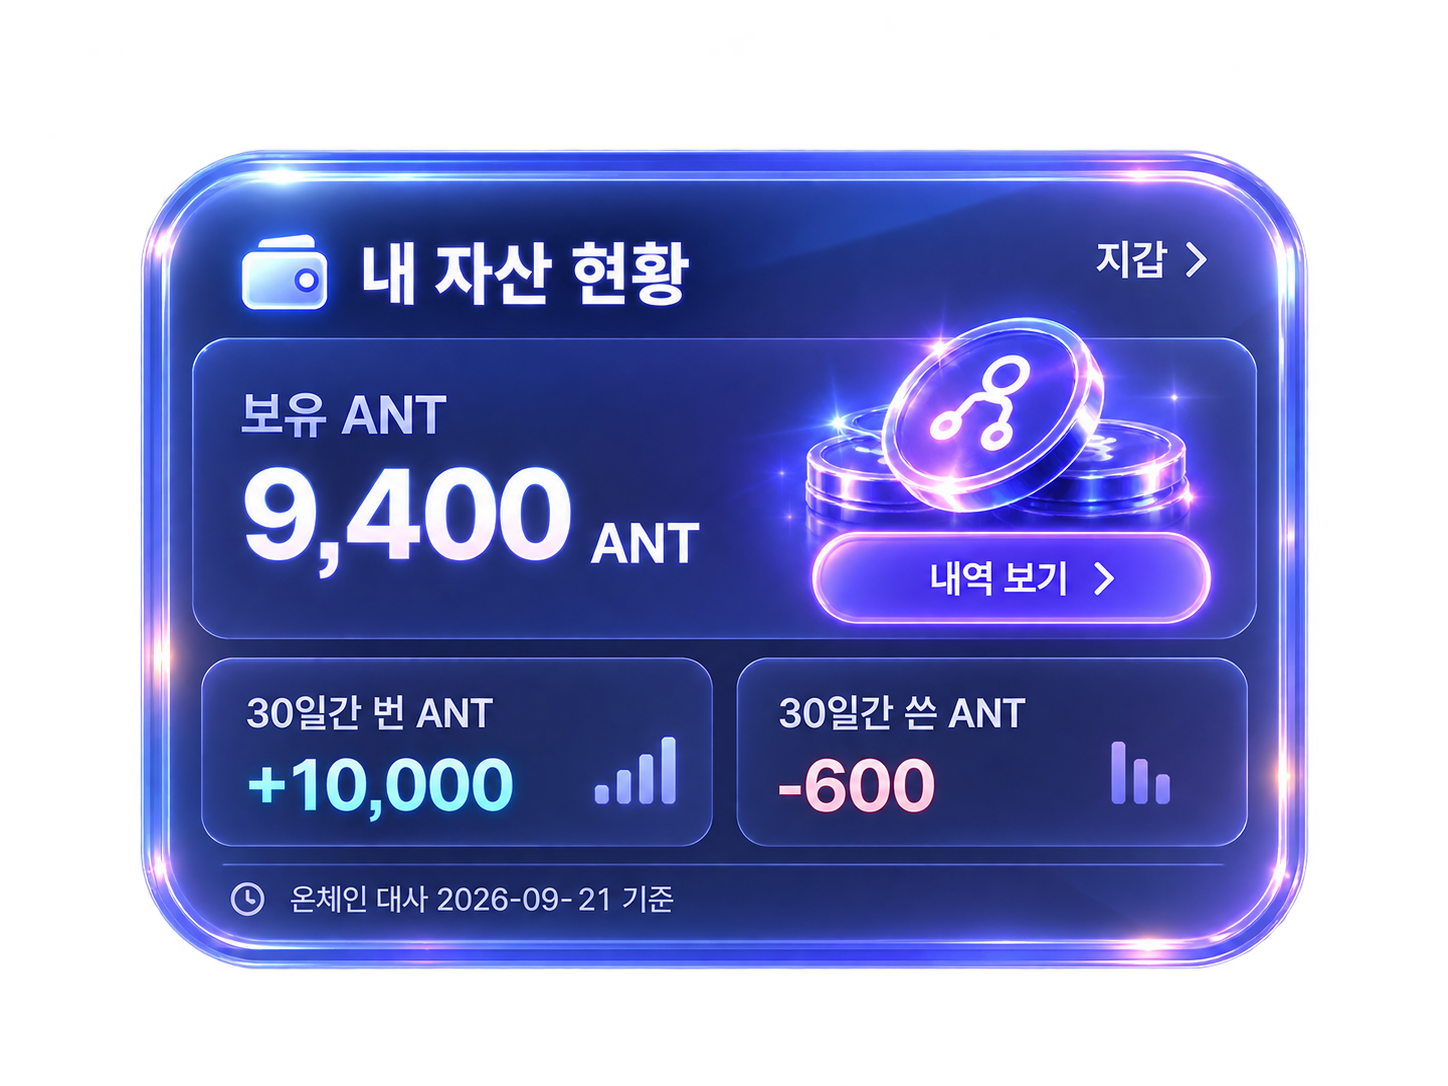 내 자산 현황
지갑
보유 ANT
9,400 ANT
내역 보기
30일간 번 ANT
+10,000
30일간 쓴 ANT
-600
온체인 대사 2026-09-21 기준